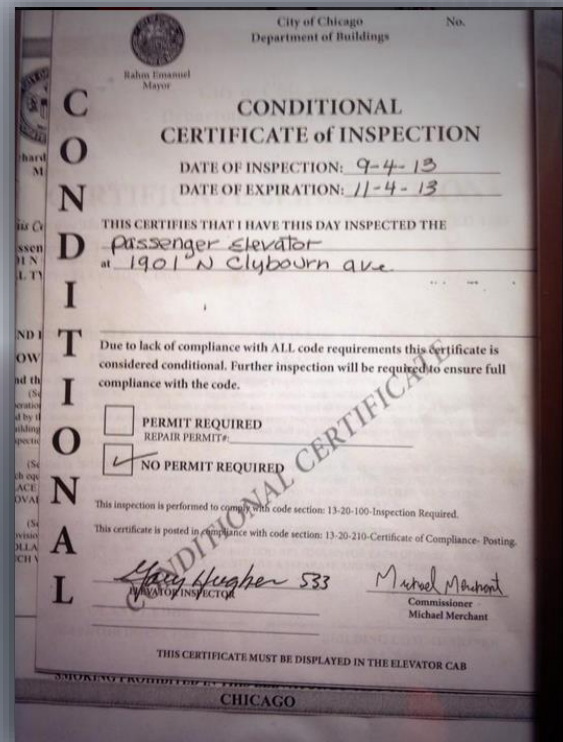 City of Chicago
Department of Buildings
No.
Rahm Emanuel
Mayor
CONDITIONAL
CONDITIONAL
CERTIFICATE of INSPECTION
DATE OF INSPECTION: 9-4-13
DATE OF EXPIRATION: 11-4-13
THIS CERTIFIES THAT I HAVE THIS DAY INSPECTED THE
Passenger Elevator
at 1901 N Clybourn ave.
Due to lack of compliance with ALL code requirements this certificate is
considered conditional. Further inspection will be required to ensure full
compliance with the code.
PERMIT REQUIRED
REPAIR PERMIT#:
NO PERMIT REQUIRED
CONDITIONAL CERTIFICATE
This inspection is performed to comply with code section: 13-20-100-Inspection Required.
This certificate is posted in compliance with code section: 13-20-210-Certificate of Compliance- Posting.
Gary Hughes 533
ELEVATOR INSPECTOR
Michael Merchant
Commissioner
Michael Merchant
THIS CERTIFICATE MUST BE DISPLAYED IN THE ELEVATOR CAB
CHICAGO